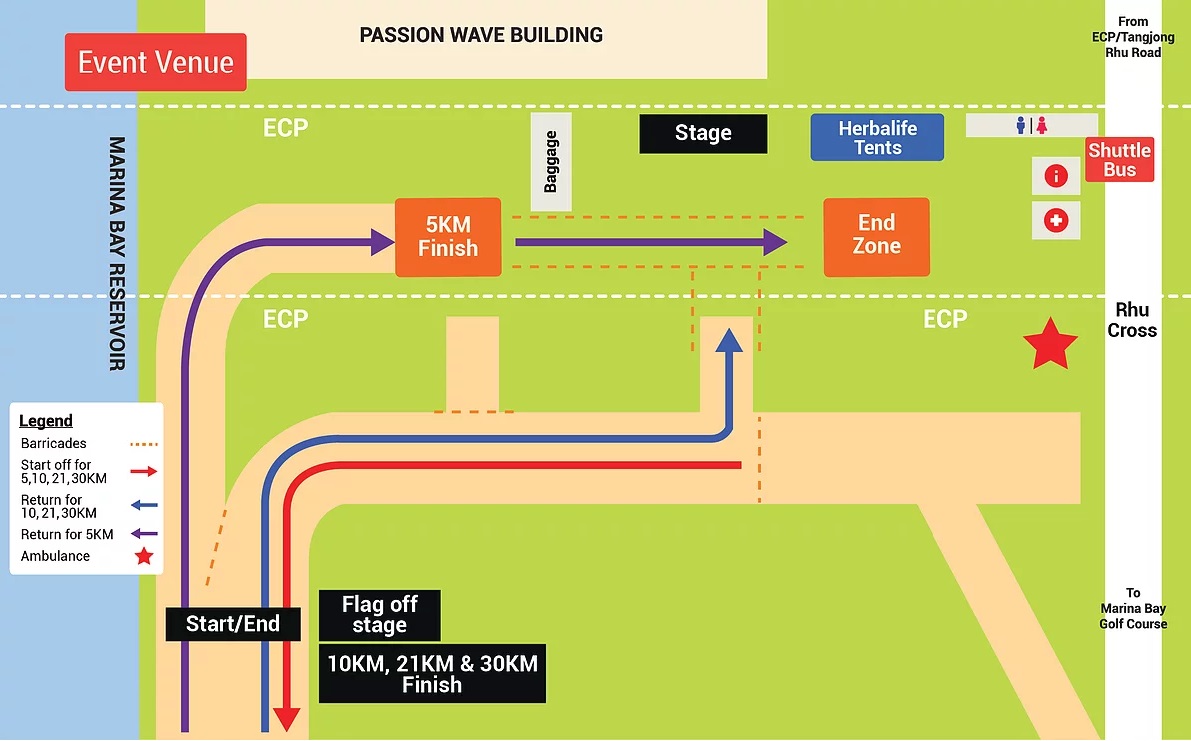 PASSION WAVE BUILDING
Event Venue
From
ECP/Tangjong
Rhu Road
ECP
MARINA BAY RESERVOIR
Baggage
Stage
Herbalife
Tents
Shuttle
Bus
i
5KM
Finish
End
Zone
ECP
ECP
Rhu
Cross
Legend
Barricades
Start off for
5,10, 21,30KM
Return for
10, 21, 30KM
Return for 5KM
Ambulance
Start/End
Flag off
stage
10KM, 21KM & 30KM
Finish
To
Marina Bay
Golf Course